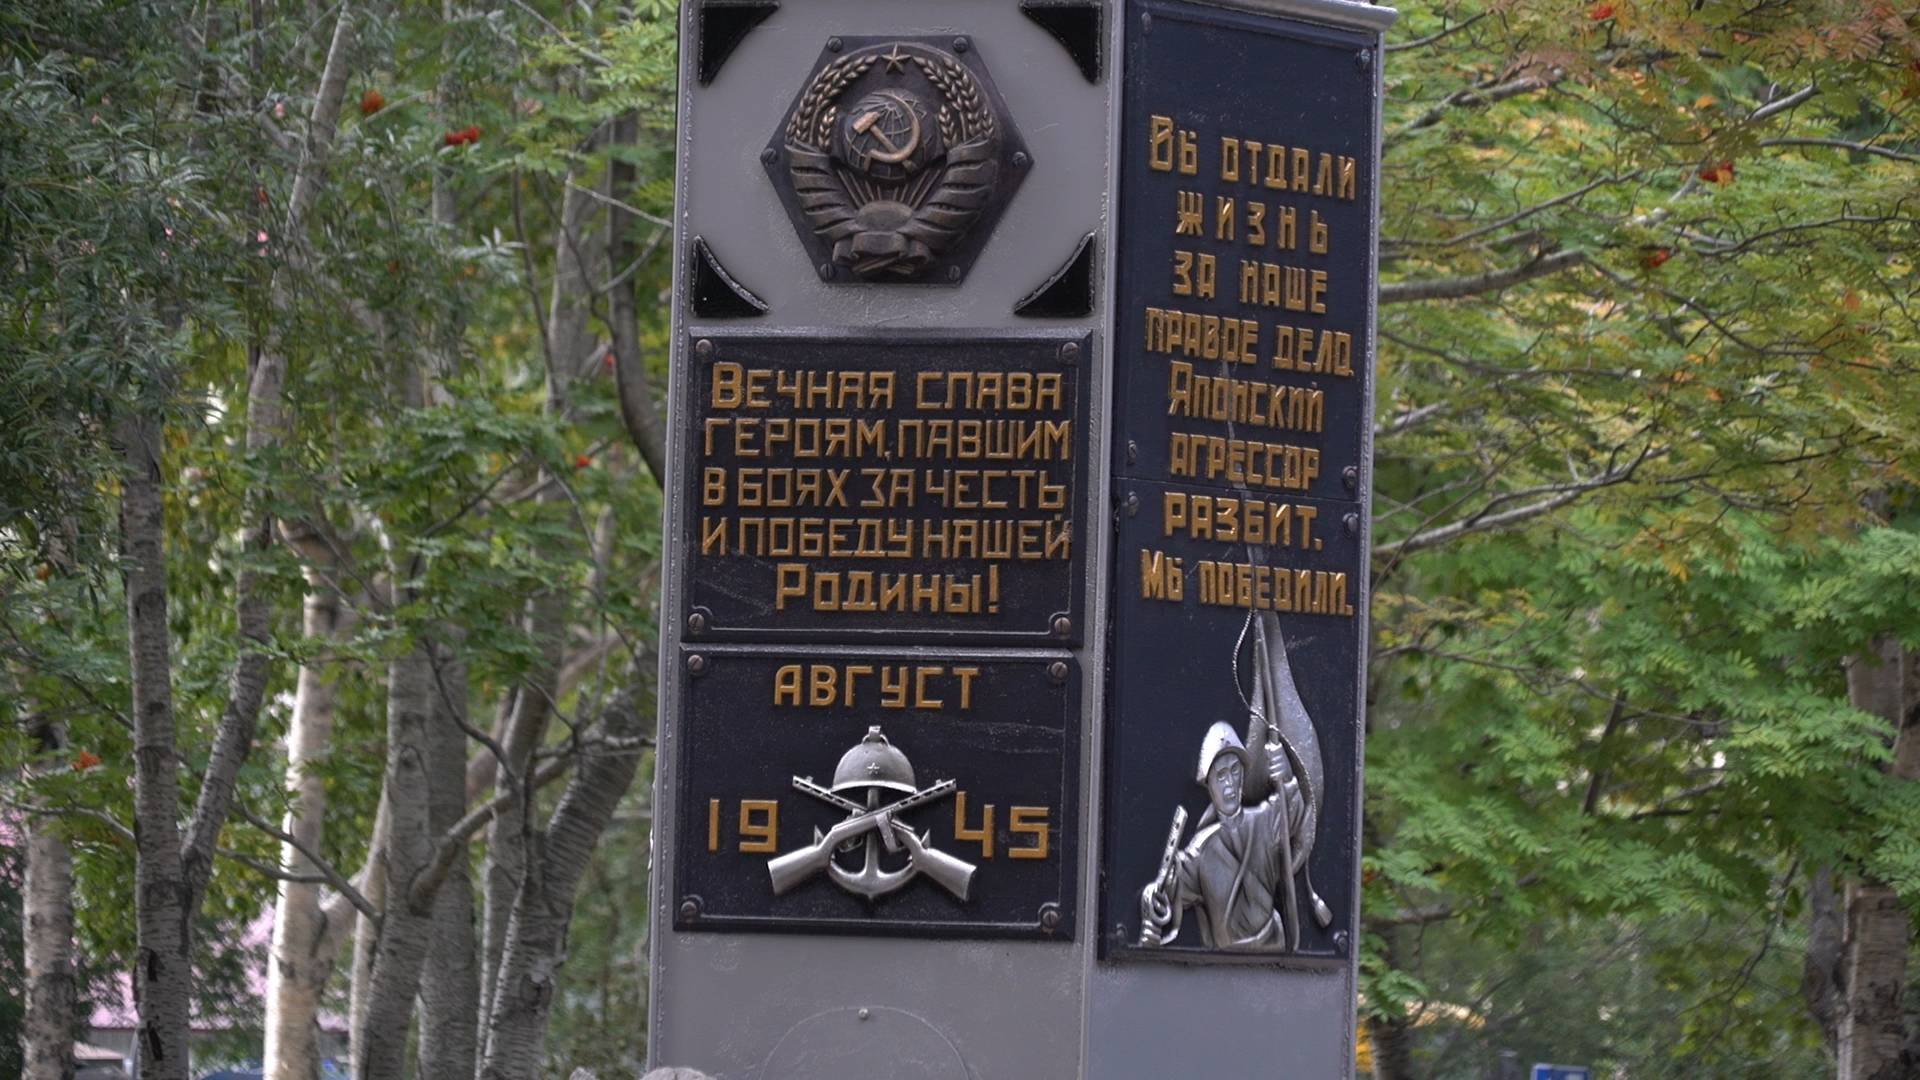 Вечная слава
героям, павшим
в боях за честь
и победу нашей
Родины!
август
19 45
Вы отдали
жизнь
за наше
правое дело.
Японский
агрессор
разбит.
Мы победили.